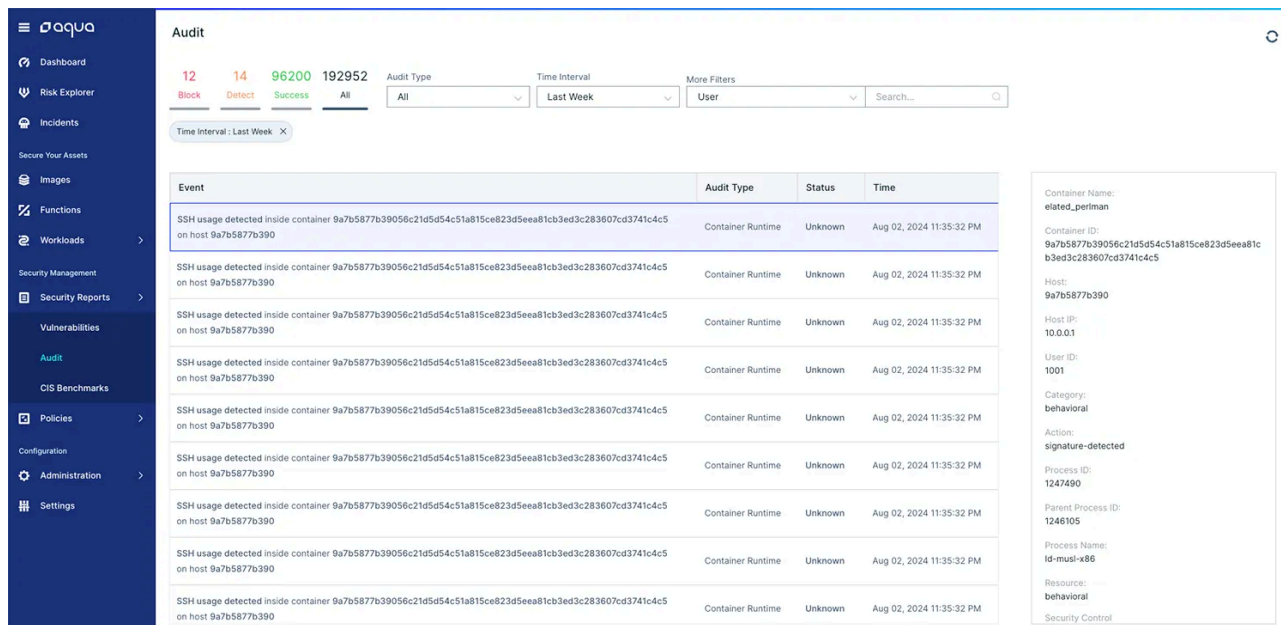 aqua
Dashboard
Risk Explorer
Incidents
Secure Your Assets
Images
Functions
Workloads
Security Management
Security Reports
Vulnerabilities
Audit
CIS Benchmarks
Policies
Configuration
Administration
Settings
Audit
12 14 96200 192952
Block Detect Success All
Audit Type
All
Time Interval
Last Week
More Filters
User
Search...
Time Interval : Last Week X
Event Audit Type Status Time
SSH usage detected inside container 9a7b5877b39056c21d5d54c51a815ce823d5eea81cb3ed3c283607cd3741c4c5
on host 9a7b5877b390
Container Runtime Unknown Aug 02, 2024 11:35:32 PM
SSH usage detected inside container 9a7b5877b39056c21d5d54c51a815ce823d5eea81cb3ed3c283607cd3741c4c5
on host 9a7b5877b390
Container Runtime Unknown Aug 02, 2024 11:35:32 PM
SSH usage detected inside container 9a7b5877b39056c21d5d54c51a815ce823d5eea81cb3ed3c283607cd3741c4c5
on host 9a7b5877b390
Container Runtime Unknown Aug 02, 2024 11:35:32 PM
SSH usage detected inside container 9a7b5877b39056c21d5d54c51a815ce823d5eea81cb3ed3c283607cd3741c4c5
on host 9a7b5877b390
Container Runtime Unknown Aug 02, 2024 11:35:32 PM
SSH usage detected inside container 9a7b5877b39056c21d5d54c51a815ce823d5eea81cb3ed3c283607cd3741c4c5
on host 9a7b5877b390
Container Runtime Unknown Aug 02, 2024 11:35:32 PM
SSH usage detected inside container 9a7b5877b39056c21d5d54c51a815ce823d5eea81cb3ed3c283607cd3741c4c5
on host 9a7b5877b390
Container Runtime Unknown Aug 02, 2024 11:35:32 PM
SSH usage detected inside container 9a7b5877b39056c21d5d54c51a815ce823d5eea81cb3ed3c283607cd3741c4c5
on host 9a7b5877b390
Container Runtime Unknown Aug 02, 2024 11:35:32 PM
SSH usage detected inside container 9a7b5877b39056c21d5d54c51a815ce823d5eea81cb3ed3c283607cd3741c4c5
on host 9a7b5877b390
Container Runtime Unknown Aug 02, 2024 11:35:32 PM
SSH usage detected inside container 9a7b5877b39056c21d5d54c51a815ce823d5eea81cb3ed3c283607cd3741c4c5
on host 9a7b5877b390
Container Runtime Unknown Aug 02, 2024 11:35:32 PM
Container Name:
elated_perlman
Container ID:
9a7b5877b39056c21d5d54c51a815ce823d5eea81c
b3ed3c283607cd3741c4c5
Host:
9a7b5877b390
Host IP:
10.0.0.1
User ID:
1001
Category:
behavioral
Action:
signature-detected
Process ID:
1247490
Parent Process ID:
1246105
Process Name:
ld-musl-x86
Resource:
behavioral
Security Control